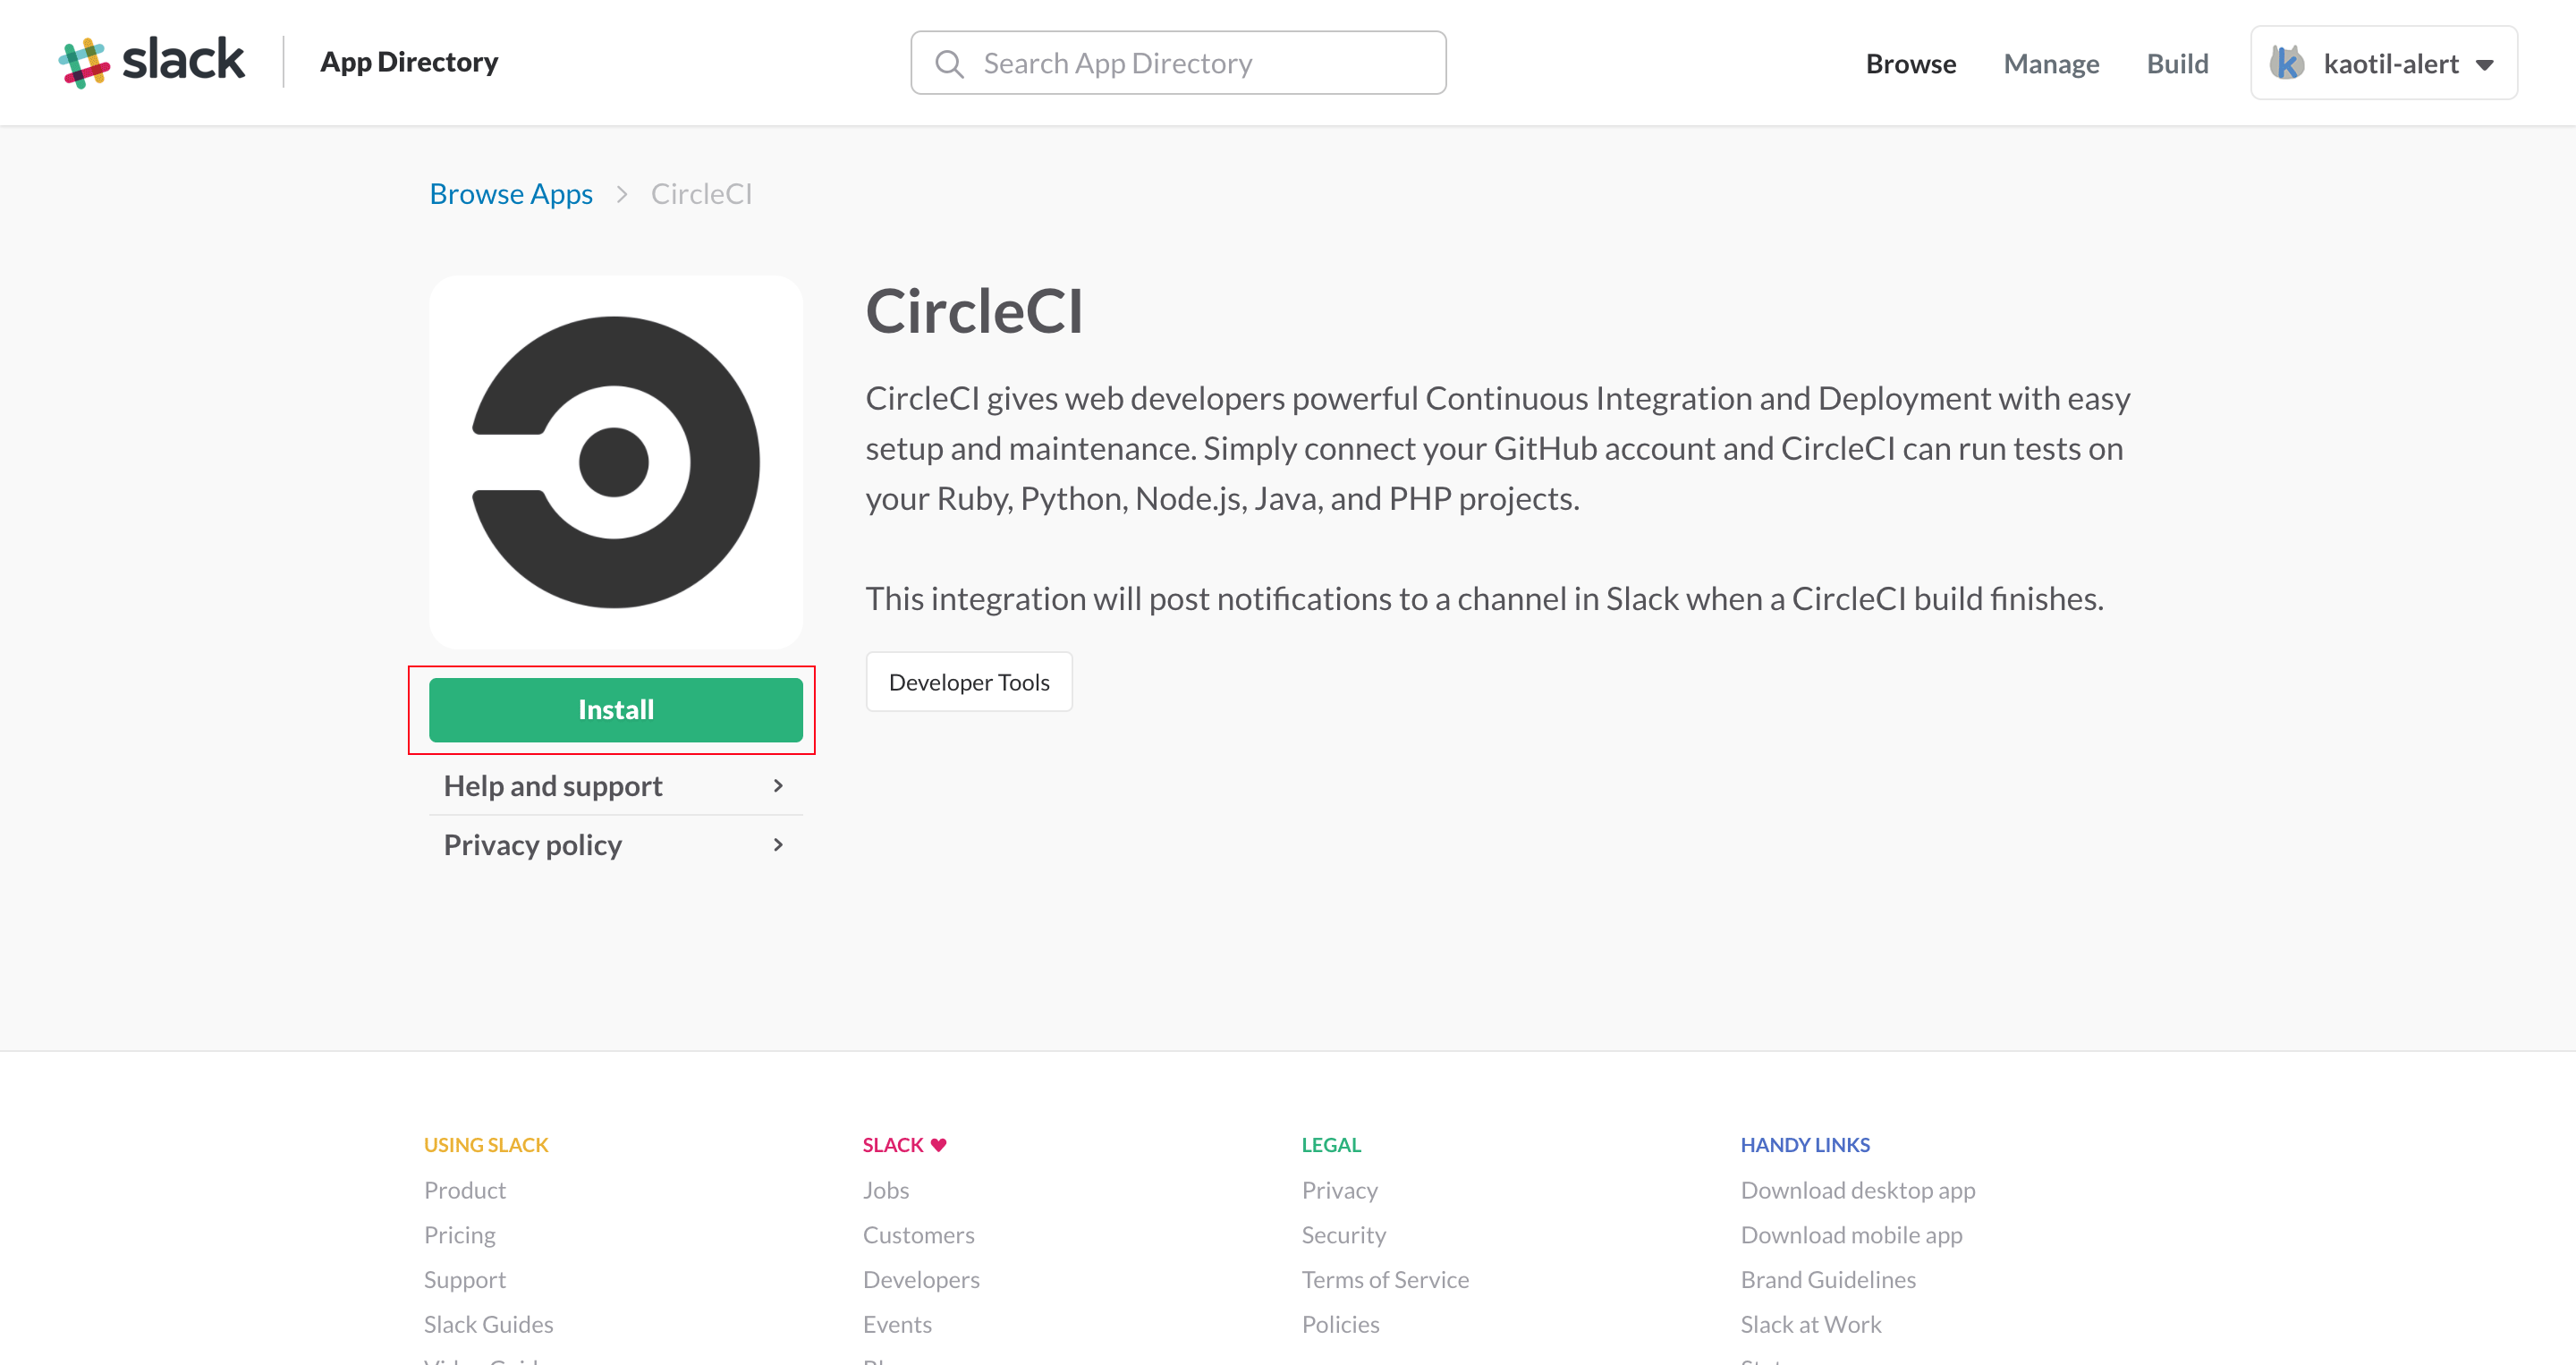 slack
App Directory
Search App Directory
Browse
Manage
Build
kaotil-alert
Browse Apps > CircleCI
CircleCI
CircleCI gives web developers powerful Continuous Integration and Deployment with easy
setup and maintenance. Simply connect your GitHub account and CircleCI can run tests on
your Ruby, Python, Node.js, Java, and PHP projects.
This integration will post notifications to a channel in Slack when a CircleCI build finishes.
Developer Tools
Install
Help and support
Privacy policy
USING SLACK
Product
Pricing
Support
Slack Guides
SLACK ♥
Jobs
Customers
Developers
Events
LEGAL
Privacy
Security
Terms of Service
Policies
HANDY LINKS
Download desktop app
Download mobile app
Brand Guidelines
Slack at Work